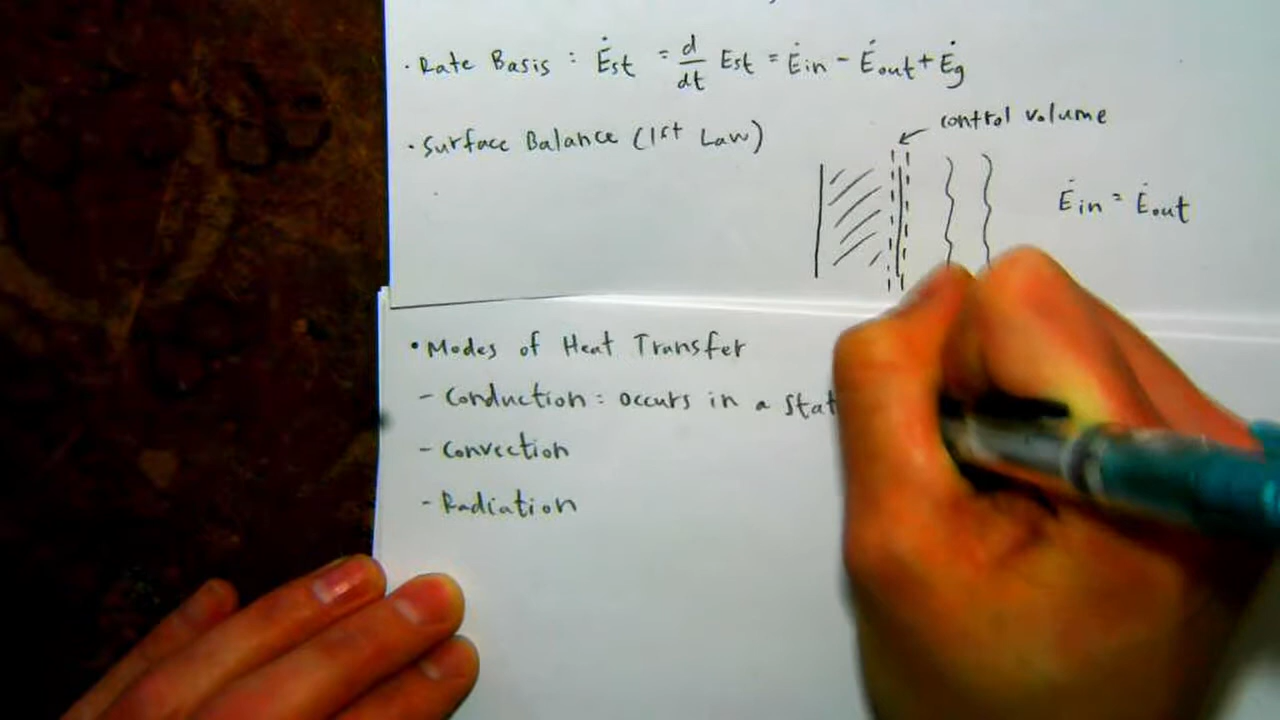 • Rate Basis : Ėst = d/dt Est = Ėin - Ėout + Ėg
• Surface Balance (1st Law)
control volume
Ėin = Ėout
• Modes of Heat Transfer
- Conduction : occurs in a stat
- Convection
- Radiation